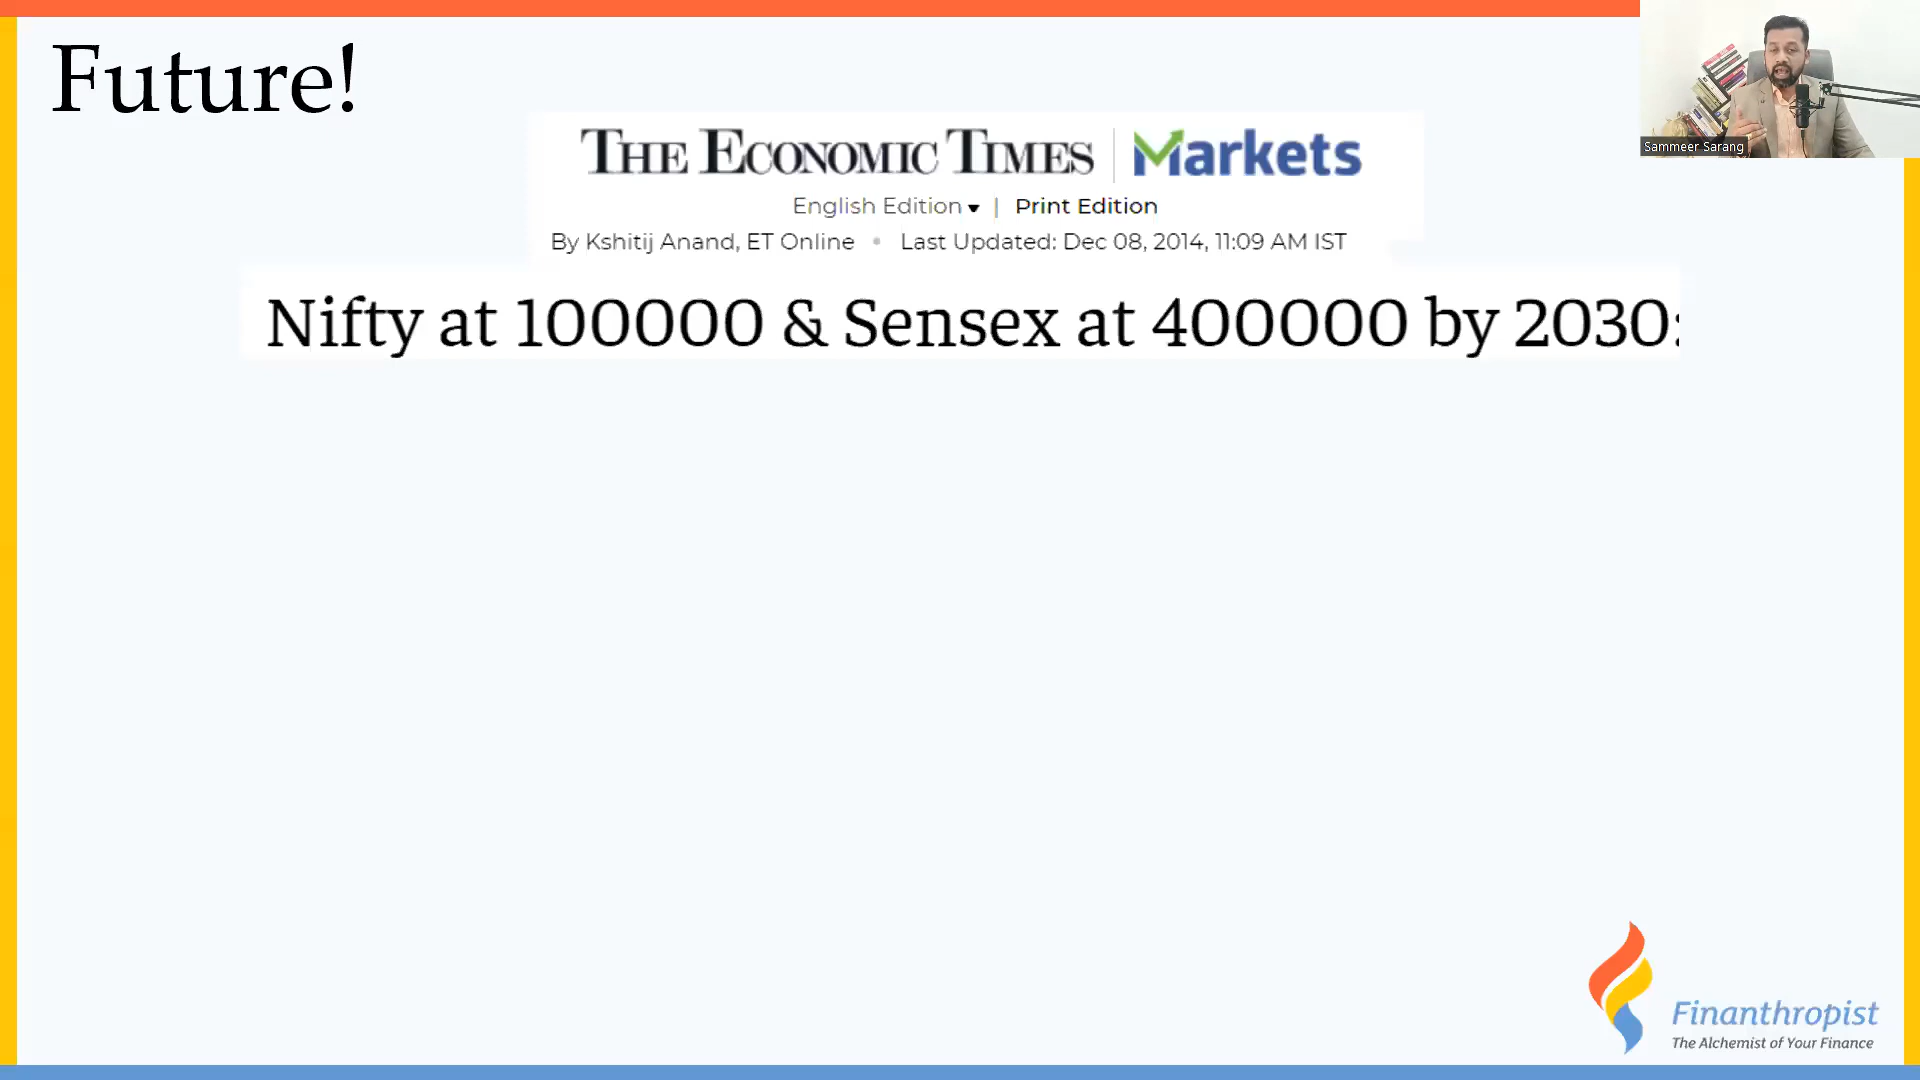 Future!
THE ECONOMIC TIMES | Markets
English Edition ▾ | Print Edition
By Kshitij Anand, ET Online • Last Updated: Dec 08, 2014, 11:09 AM IST
Nifty at 100000 & Sensex at 400000 by 2030:
Sammeer Sarang
Finanthropist
The Alchemist of Your Finance